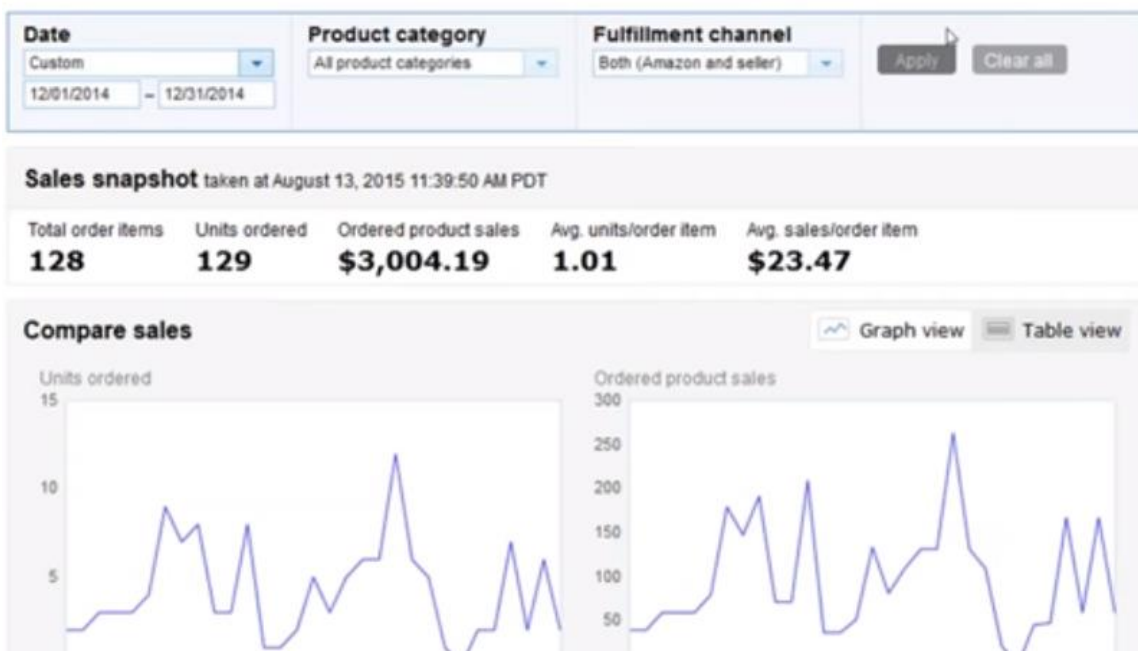 Date
Product category
Fulfillment channel
Custom
All product categories
Both (Amazon and seller)
Apply
Clear all
12/01/2014 – 12/31/2014
Sales snapshot taken at August 13, 2015 11:39:50 AM PDT
Total order items
Units ordered
Ordered product sales
Avg. units/order item
Avg. sales/order item
128
129
$3,004.19
1.01
$23.47
Compare sales
Graph view
Table view
Units ordered
15
10
5
Ordered product sales
300
250
200
150
100
50